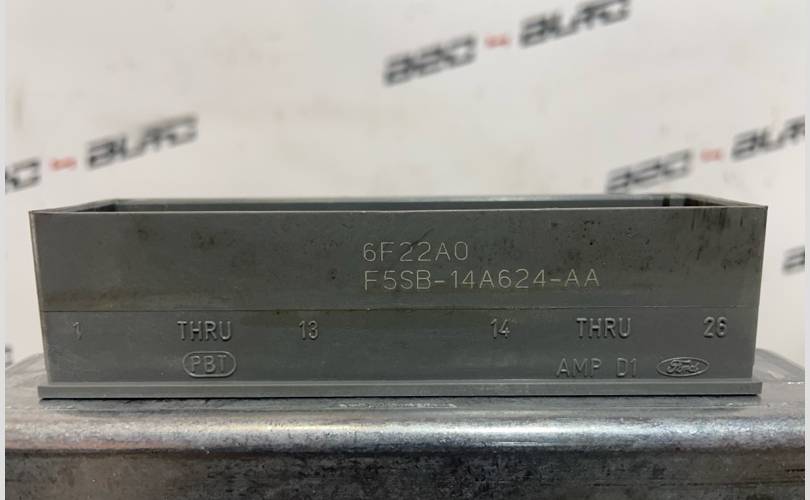 6F22A0
F5SB-14A624-AA
1 THRU 13 14 THRU 26
PBT AMP D1 Ford